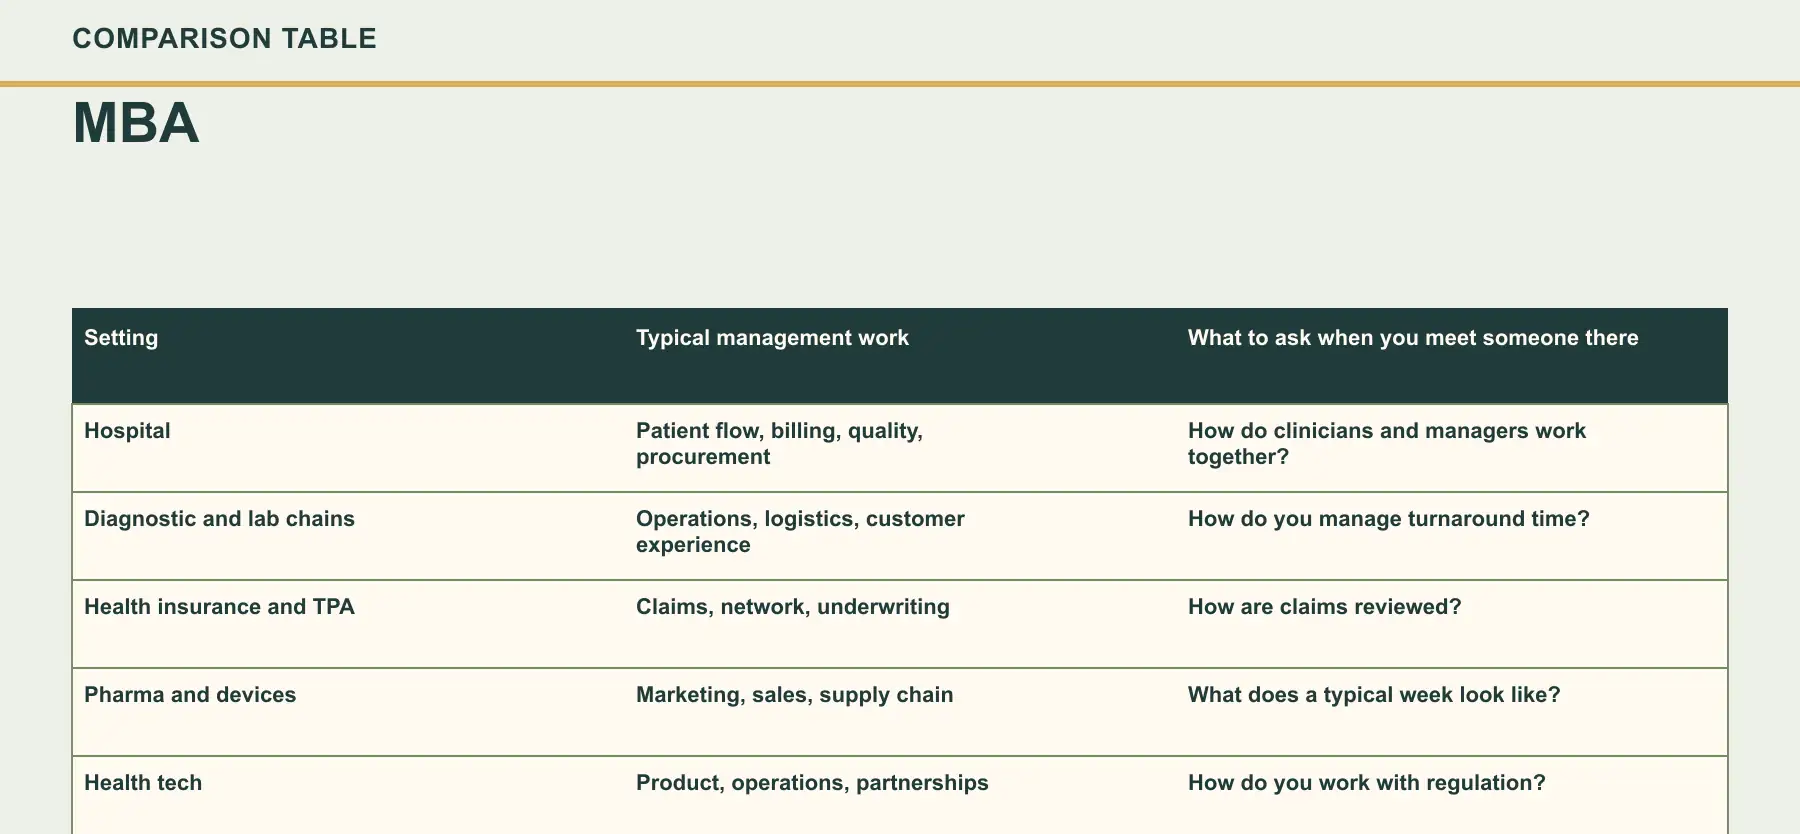 COMPARISON TABLE
MBA
Setting
Typical management work
What to ask when you meet someone there
Hospital
Patient flow, billing, quality,
procurement
How do clinicians and managers work
together?
Diagnostic and lab chains
Operations, logistics, customer
experience
How do you manage turnaround time?
Health insurance and TPA
Claims, network, underwriting
How are claims reviewed?
Pharma and devices
Marketing, sales, supply chain
What does a typical week look like?
Health tech
Product, operations, partnerships
How do you work with regulation?